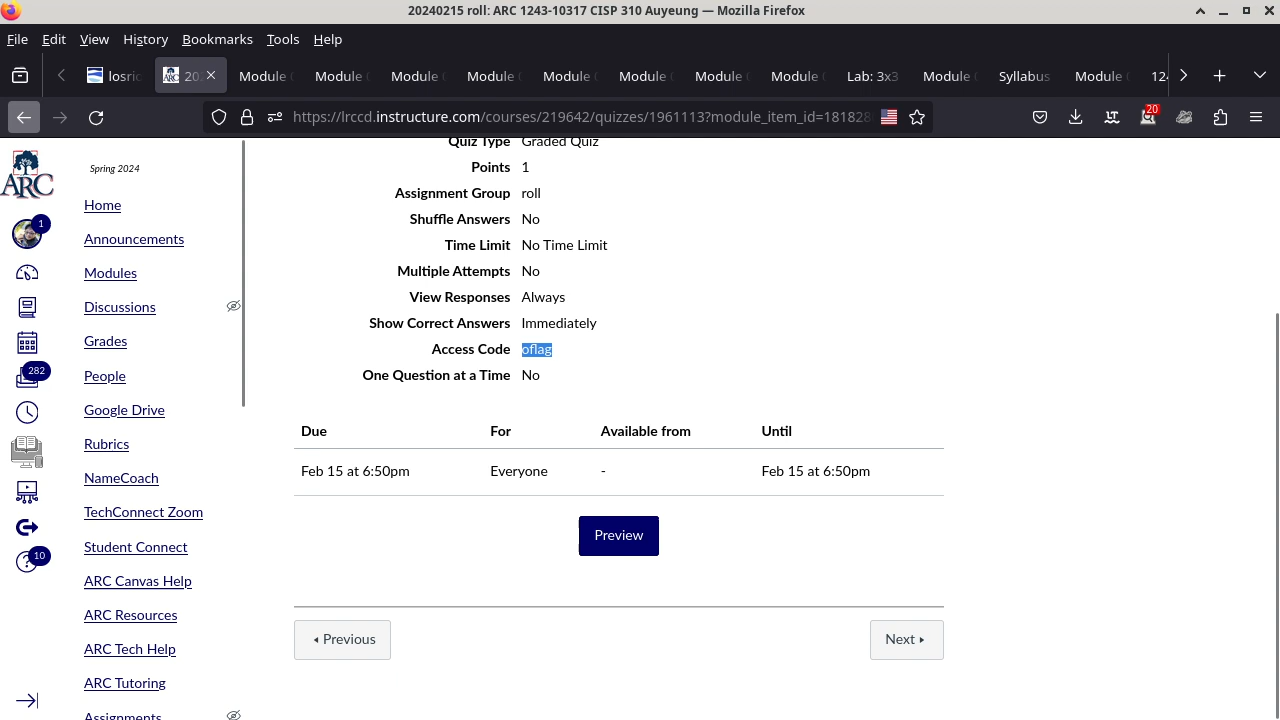 20240215 roll: ARC 1243-10317 CISP 310 Auyeung — Mozilla Firefox
File Edit View History Bookmarks Tools Help
losric 20 Module Module Module Module Module Module Module Module Lab: 3x3 Module Syllabus Module 124
https://lrccd.instructure.com/courses/219642/quizzes/1961113?module_item_id=181828 20
ARC
Spring 2024
1
282
10
Home
Announcements
Modules
Discussions
Grades
People
Google Drive
Rubrics
NameCoach
TechConnect Zoom
Student Connect
ARC Canvas Help
ARC Resources
ARC Tech Help
ARC Tutoring
Assignments
Quiz Type Graded Quiz
Points 1
Assignment Group roll
Shuffle Answers No
Time Limit No Time Limit
Multiple Attempts No
View Responses Always
Show Correct Answers Immediately
Access Code oflag
One Question at a Time No
Due For Available from Until
Feb 15 at 6:50pm Everyone - Feb 15 at 6:50pm
Preview
Previous Next